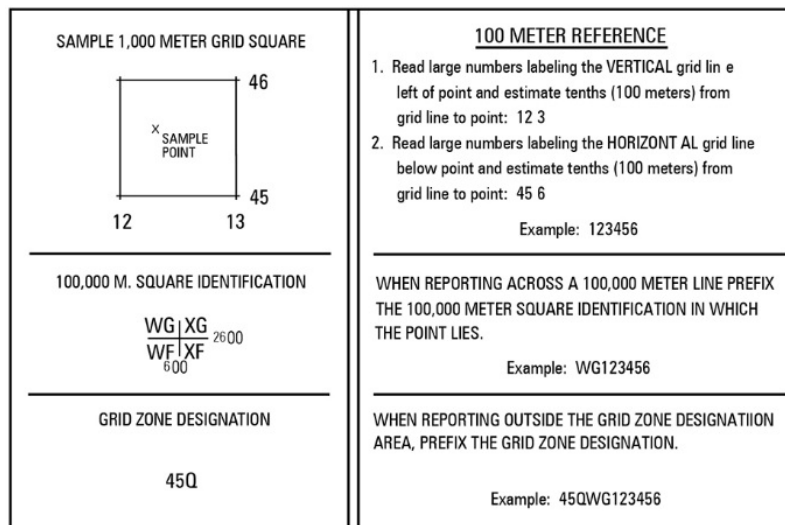 SAMPLE 1,000 METER GRID SQUARE
46
X SAMPLE
POINT
45
12 13
100,000 M. SQUARE IDENTIFICATION
WG XG
2600
WF XF
600
GRID ZONE DESIGNATION
45Q
100 METER REFERENCE
1. Read large numbers labeling the VERTICAL grid lin e
left of point and estimate tenths (100 meters) from
grid line to point: 12 3
2. Read large numbers labeling the HORIZONT AL grid line
below point and estimate tenths (100 meters) from
grid line to point: 45 6
Example: 123456
WHEN REPORTING ACROSS A 100,000 METER LINE PREFIX
THE 100,000 METER SQUARE IDENTIFICATION IN WHICH
THE POINT LIES.
Example: WG123456
WHEN REPORTING OUTSIDE THE GRID ZONE DESIGNATIION
AREA, PREFIX THE GRID ZONE DESIGNATION.
Example: 45QWG123456